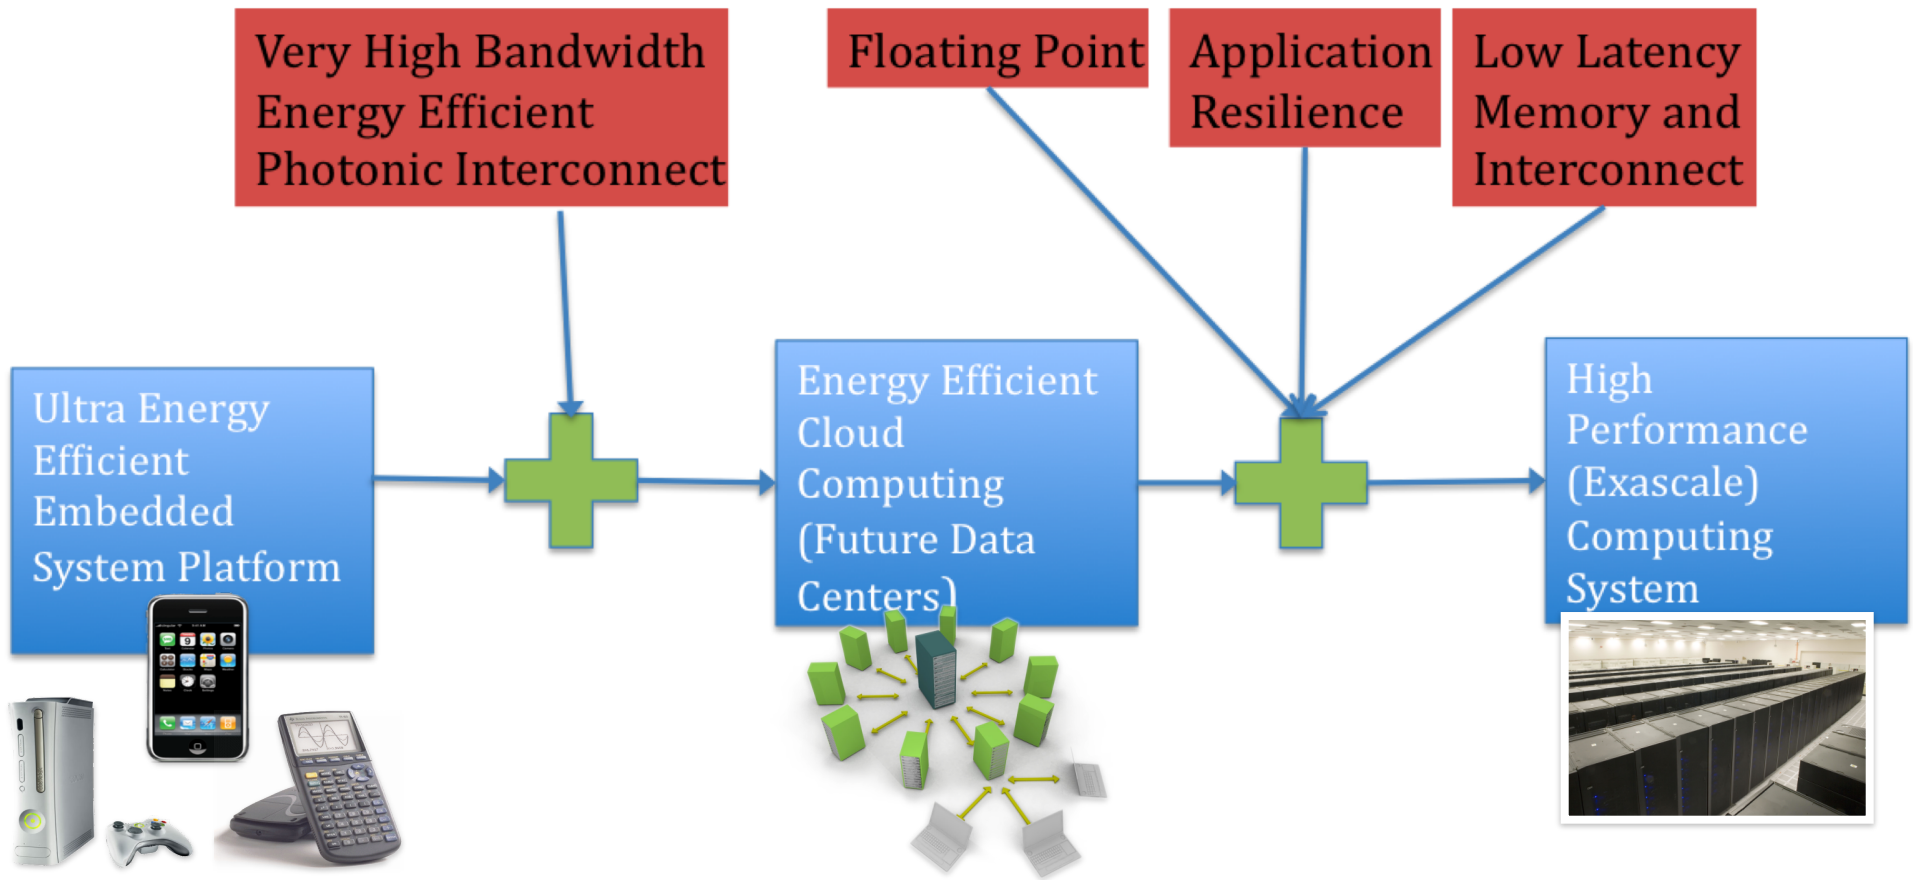 Very High Bandwidth
Energy Efficient
Photonic Interconnect
Floating Point
Application
Resilience
Low Latency
Memory and
Interconnect
Ultra Energy
Efficient
Embedded
System Platform
Energy Efficient
Cloud
Computing
(Future Data
Centers)
High
Performance
(Exascale)
Computing
System
9